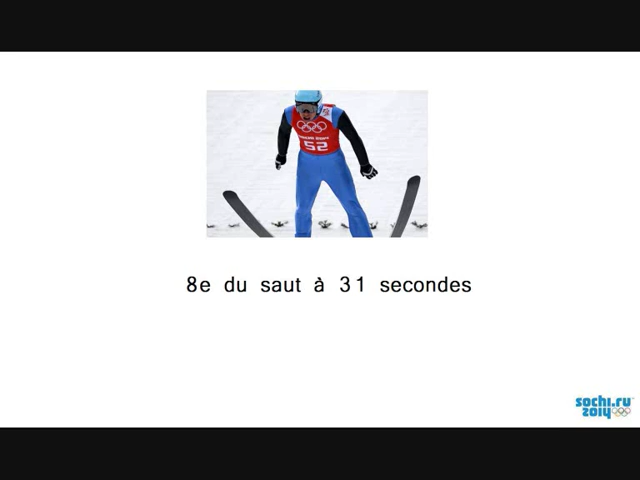 52
8e du saut à 31 secondes
sochi.ru
2014